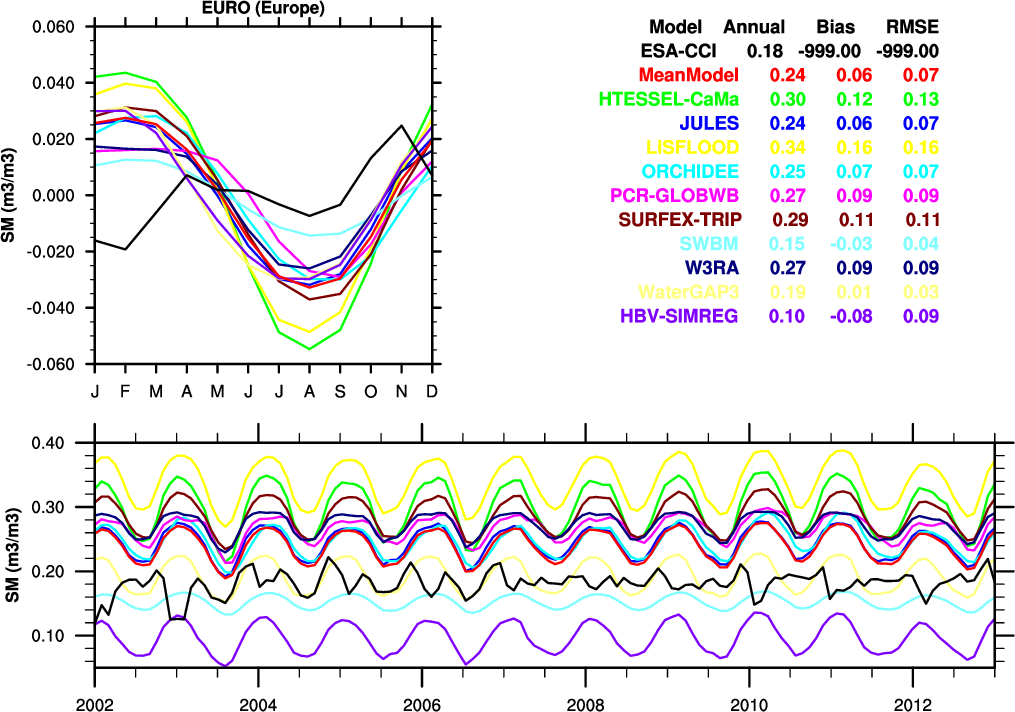 EURO (Europe)
0.060
0.040
0.020
0.000
-0.020
-0.040
-0.060
SM (m3/m3)
J F M A M J J A S O N D
Model Annual Bias RMSE
ESA-CCI 0.18 -999.00 -999.00
MeanModel 0.24 0.06 0.07
HTESSEL-CaMa 0.30 0.12 0.13
JULES 0.24 0.06 0.07
LISFLOOD 0.34 0.16 0.16
ORCHIDEE 0.25 0.07 0.07
PCR-GLOBWB 0.27 0.09 0.09
SURFEX-TRIP 0.29 0.11 0.11
SWBM 0.15 -0.03 0.04
W3RA 0.27 0.09 0.09
WaterGAP3 0.19 0.01 0.03
HBV-SIMREG 0.10 -0.08 0.09
0.40
0.30
0.20
0.10
SM (m3/m3)
2002 2004 2006 2008 2010 2012